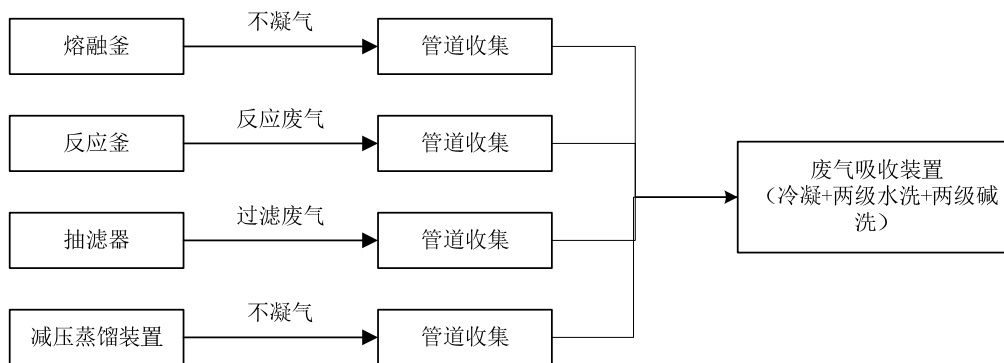 熔融釜
不凝气
管道收集
反应釜
反应废气
管道收集
抽滤器
过滤废气
管道收集
减压蒸馏装置
不凝气
管道收集
废气吸收装置
（冷凝+两级水洗+两级碱
洗）